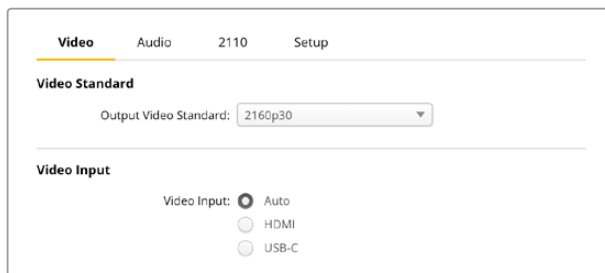 Video Audio 2110 Setup
Video Standard
Output Video Standard: 2160p30
Video Input
Video Input: Auto
HDMI
USB-C